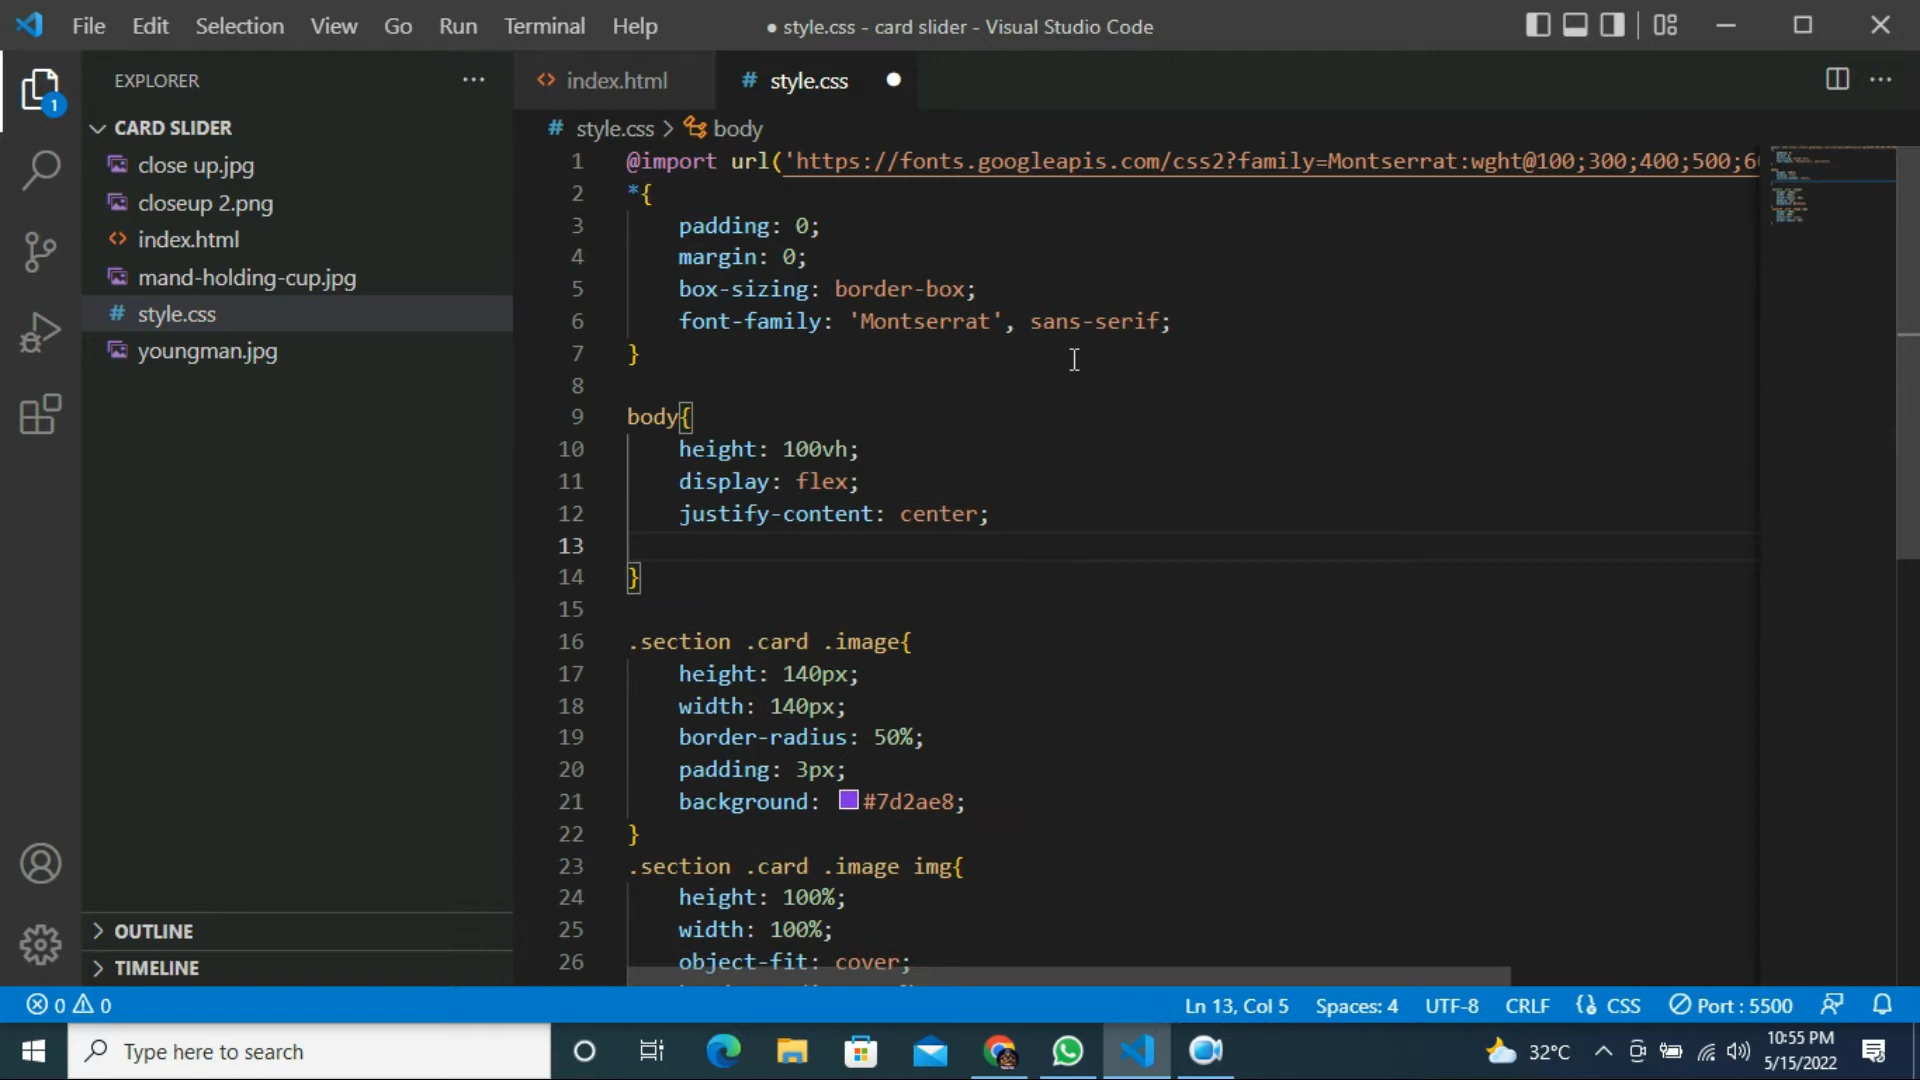 File Edit Selection View Go Run Terminal Help
● style.css - card slider - Visual Studio Code
EXPLORER
CARD SLIDER
close up.jpg
closeup 2.png
index.html
mand-holding-cup.jpg
style.css
youngman.jpg
OUTLINE
TIMELINE
1
<> index.html
# style.css ●
# style.css > body
1 @import url('https://fonts.googleapis.com/css2?family=Montserrat:wght@100;300;400;500;6
2 *{
3 padding: 0;
4 margin: 0;
5 box-sizing: border-box;
6 font-family: 'Montserrat', sans-serif;
7 }
8
9 body{
10 height: 100vh;
11 display: flex;
12 justify-content: center;
13
14 }
15
16 .section .card .image{
17 height: 140px;
18 width: 140px;
19 border-radius: 50%;
20 padding: 3px;
21 background: #7d2ae8;
22 }
23 .section .card .image img{
24 height: 100%;
25 width: 100%;
26 object-fit: cover;
0 0
Ln 13, Col 5 Spaces: 4 UTF-8 CRLF CSS Port : 5500
Type here to search
32°C
10:55 PM
5/15/2022